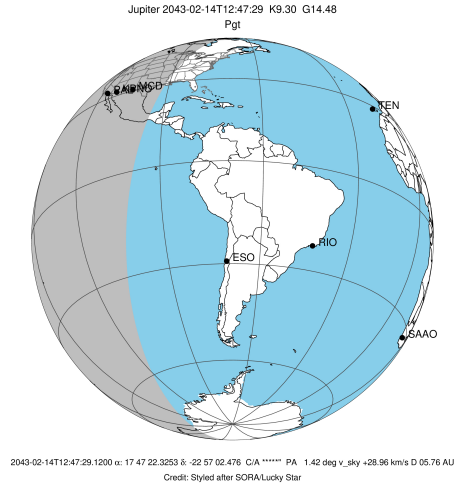 Jupiter 2043-02-14T12:47:29 K9.30 G14.48
Pgt
MCD
TEN
RIO
ESO
SAAO
2043-02-14T12:47:29.1200 α: 17 47 22.3253 δ: -22 57 02.476 C/A *****" PA 1.42 deg v_sky +28.96 km/s D 05.76 AU
Credit: Styled after SORA/Lucky Star